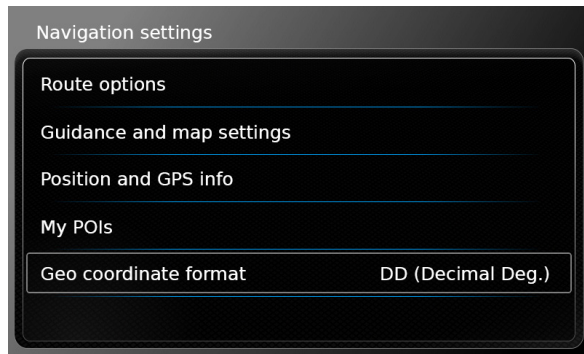 Navigation settings
Route options
Guidance and map settings
Position and GPS info
My POIs
Geo coordinate format DD (Decimal Deg.)